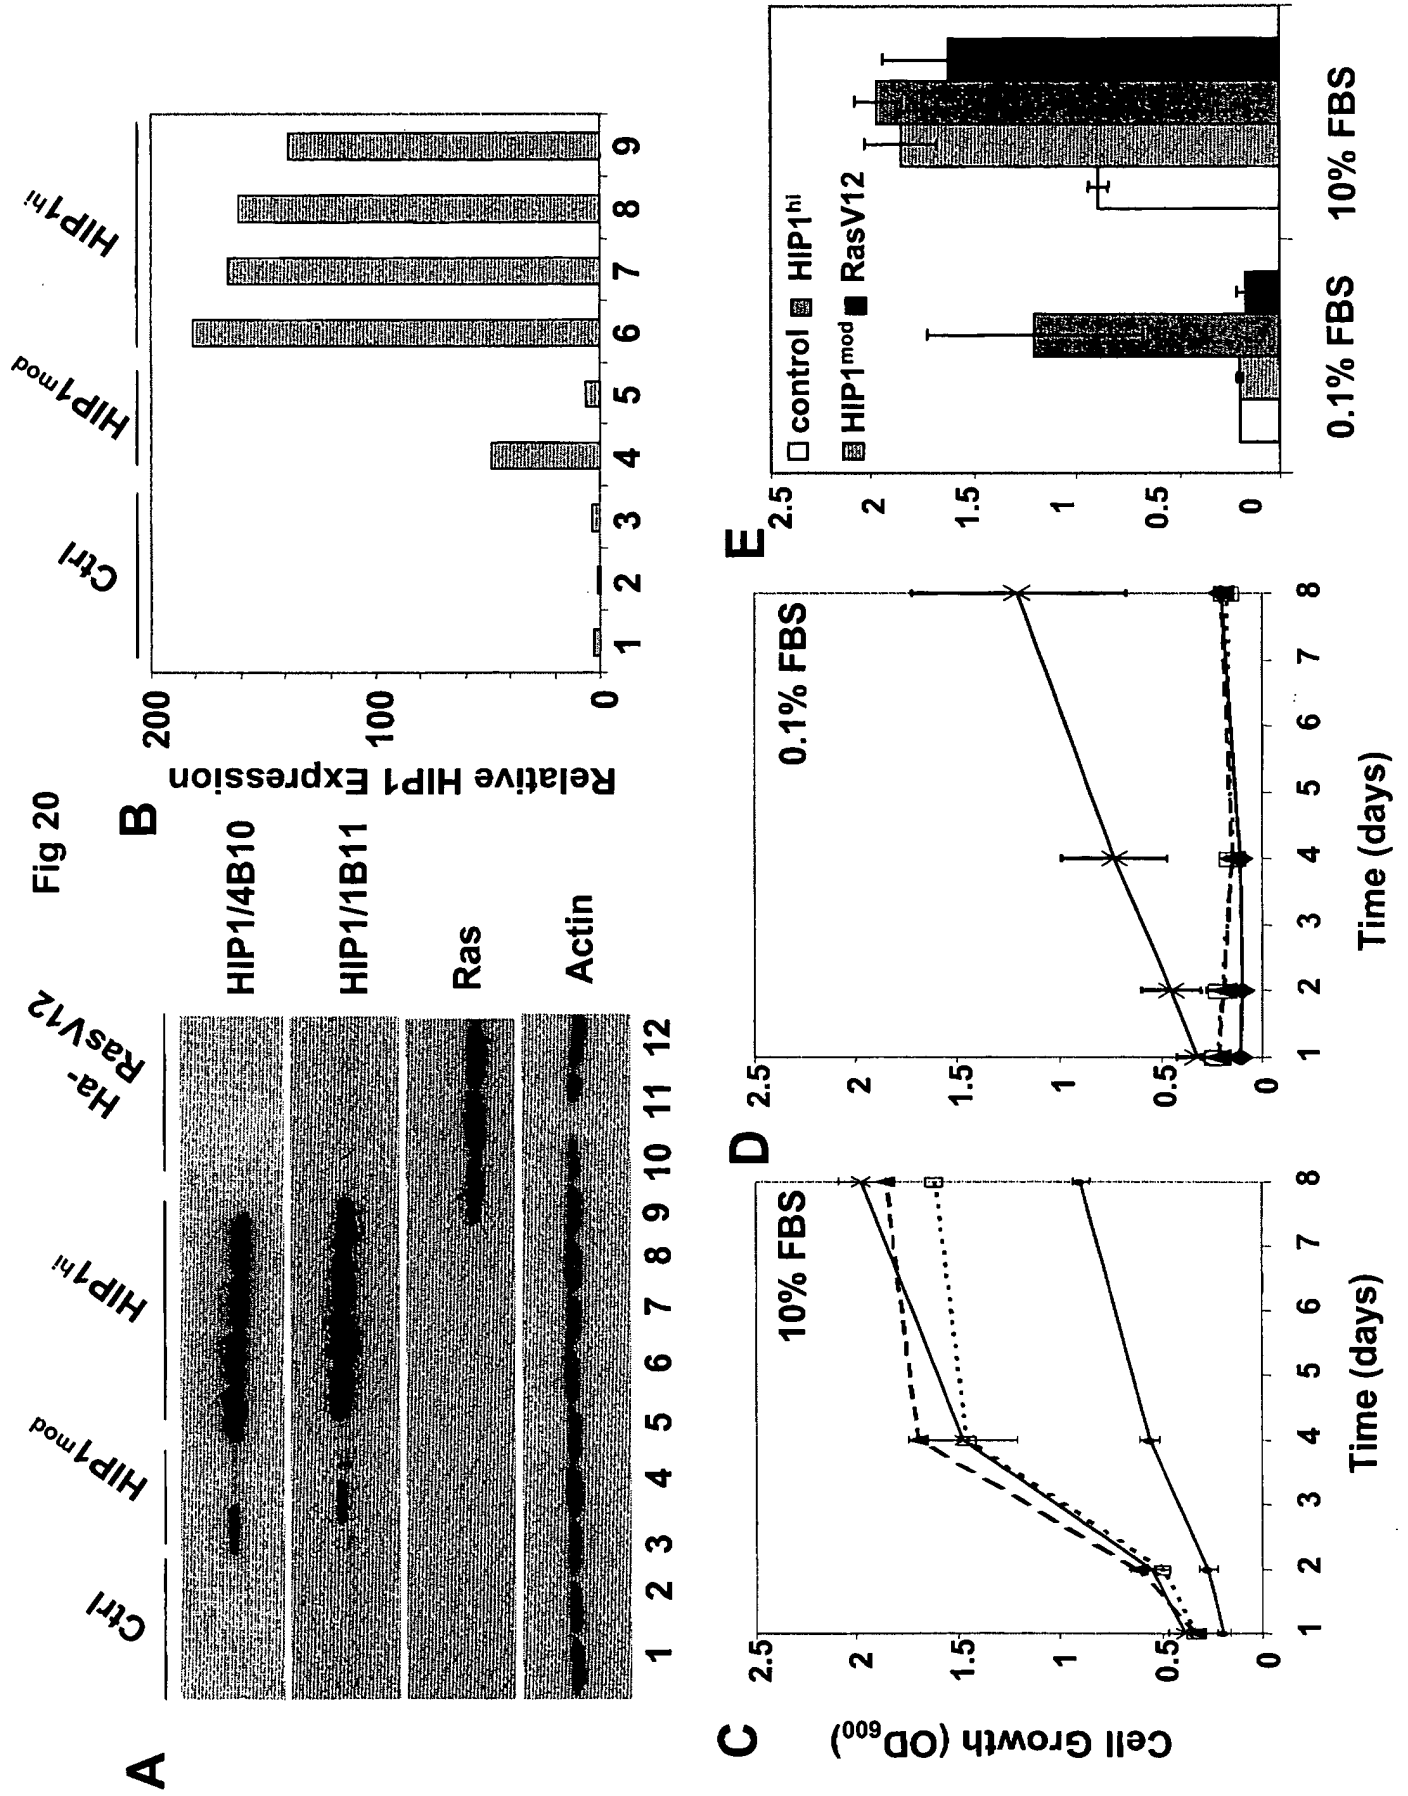 Fig 20
A
Ctrl HIP1mod HIP1hi Ha-RasV12
HIP1/4B10
HIP1/1B11
Ras
Actin
1 2 3 4 5 6 7 8 9 10 11 12
B
Ctrl HIP1mod HIP1hi
Relative HIP1 Expression
200
100
0
1 2 3 4 5 6 7 8 9
C
10% FBS
Cell Growth (OD600)
2.5
2
1.5
1
0.5
0
1 2 3 4 5 6 7 8
Time (days)
D
0.1% FBS
2.5
2
1.5
1
0.5
0
1 2 3 4 5 6 7 8
Time (days)
E
2.5
2
1.5
1
0.5
0
control HIP1hi
HIP1mod RasV12
0.1% FBS 10% FBS